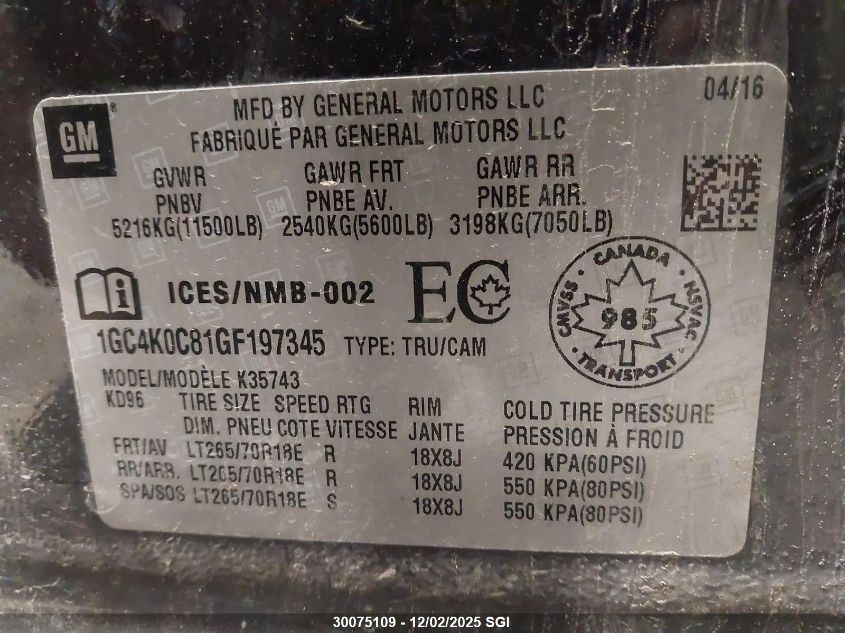 GM ®
MFD BY GENERAL MOTORS LLC 04/16
FABRIQUÉ PAR GENERAL MOTORS LLC
GVWR GAWR FRT GAWR RR
PNBV PNBE AV. PNBE ARR.
5216KG(11500LB) 2540KG(5600LB) 3198KG(7050LB)
ICES/NMB-002 EC
CANADA CMVSS NSVAC 985 TRANSPORT
1GC4K0C81GF197345 TYPE: TRU/CAM
MODEL/MODÈLE K35743
KD96 TIRE SIZE SPEED RTG RIM COLD TIRE PRESSURE
DIM. PNEU COTE VITESSE JANTE PRESSION À FROID
FRT/AV LT265/70R18E R 18X8J 420 KPA(60PSI)
RR/ARR. LT265/70R18E R 18X8J 550 KPA(80PSI)
SPA/SOS LT265/70R18E S 18X8J 550 KPA(80PSI)
30075109 - 12/02/2025 SGI